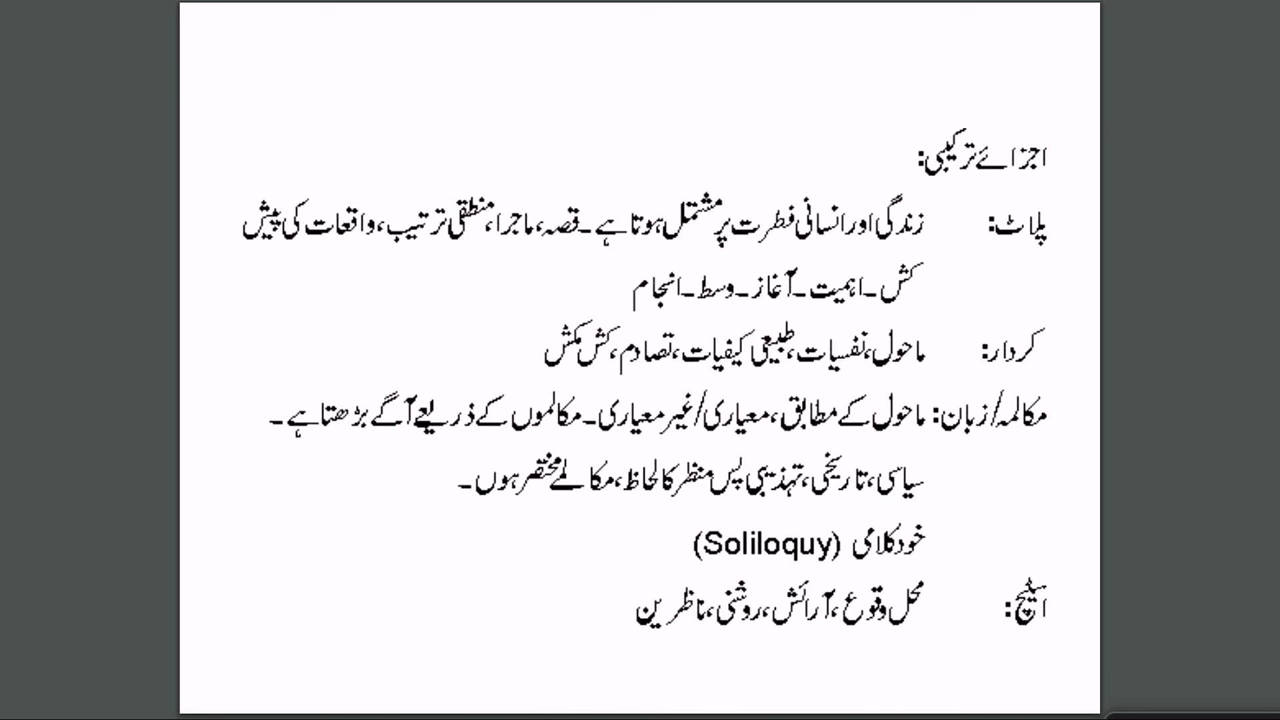 اجزائے ترکیبی:
پلاٹ: زندگی اور انسانی فطرت پر مشتمل ہوتا ہے۔ قصہ، ماجرا، منطقی ترتیب، واقعات کی پیش
کش۔ اہمیت۔ آغاز۔ وسط۔ انجام
کردار: ماحول، نفسیات، طبیعی کیفیات، تصادم، کش مکش
مکالمہ/زبان: ماحول کے مطابق، معیاری/غیر معیاری۔ مکالموں کے ذریعے آگے بڑھتا ہے۔
سیاسی، تاریخی، تہذیبی پس منظر کا لحاظ، مکالمے مختصر ہوں۔
خود کلامی (Soliloquy)
اسٹیج: محل وقوع، آرائش، روشنی، ناظرین